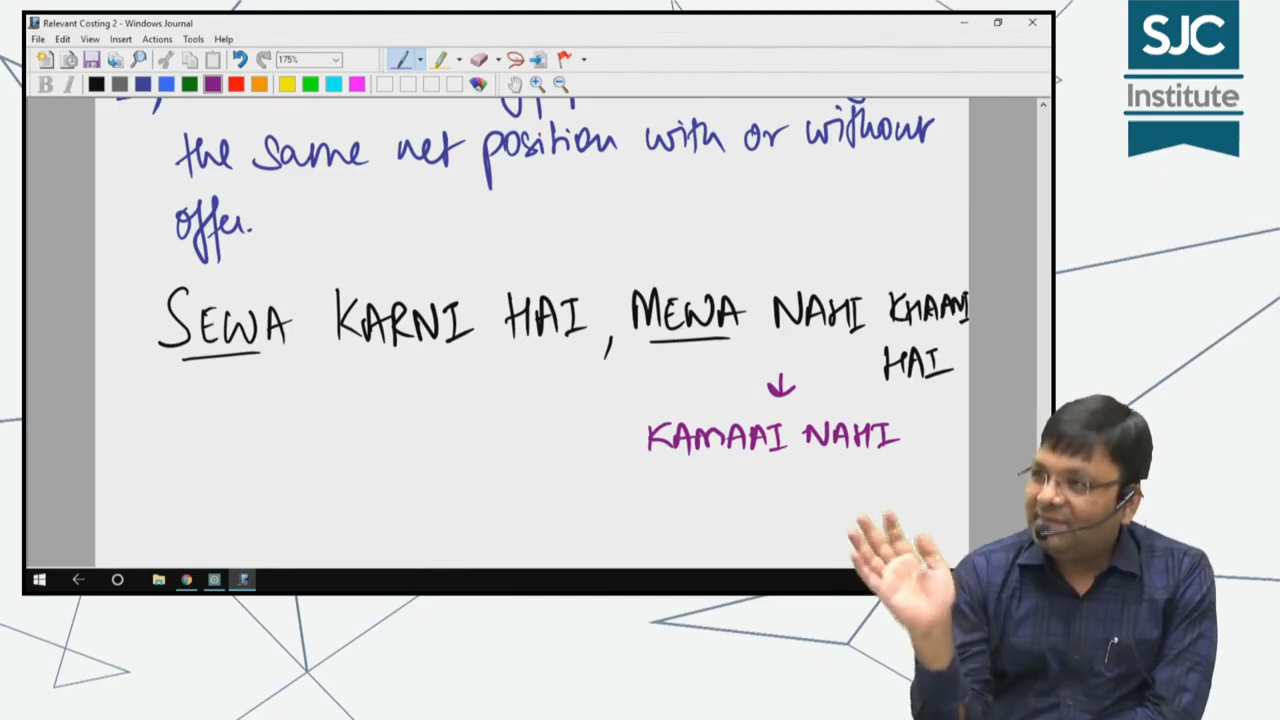 Relevant Costing 2 - Windows Journal
File Edit View Insert Actions Tools Help
175%
B I
the same net position with or without
offer.
SEWA KARNI HAI, MEWA NAHI KHAANI
HAI
↓
KAMAAI NAHI
SJC
Institute